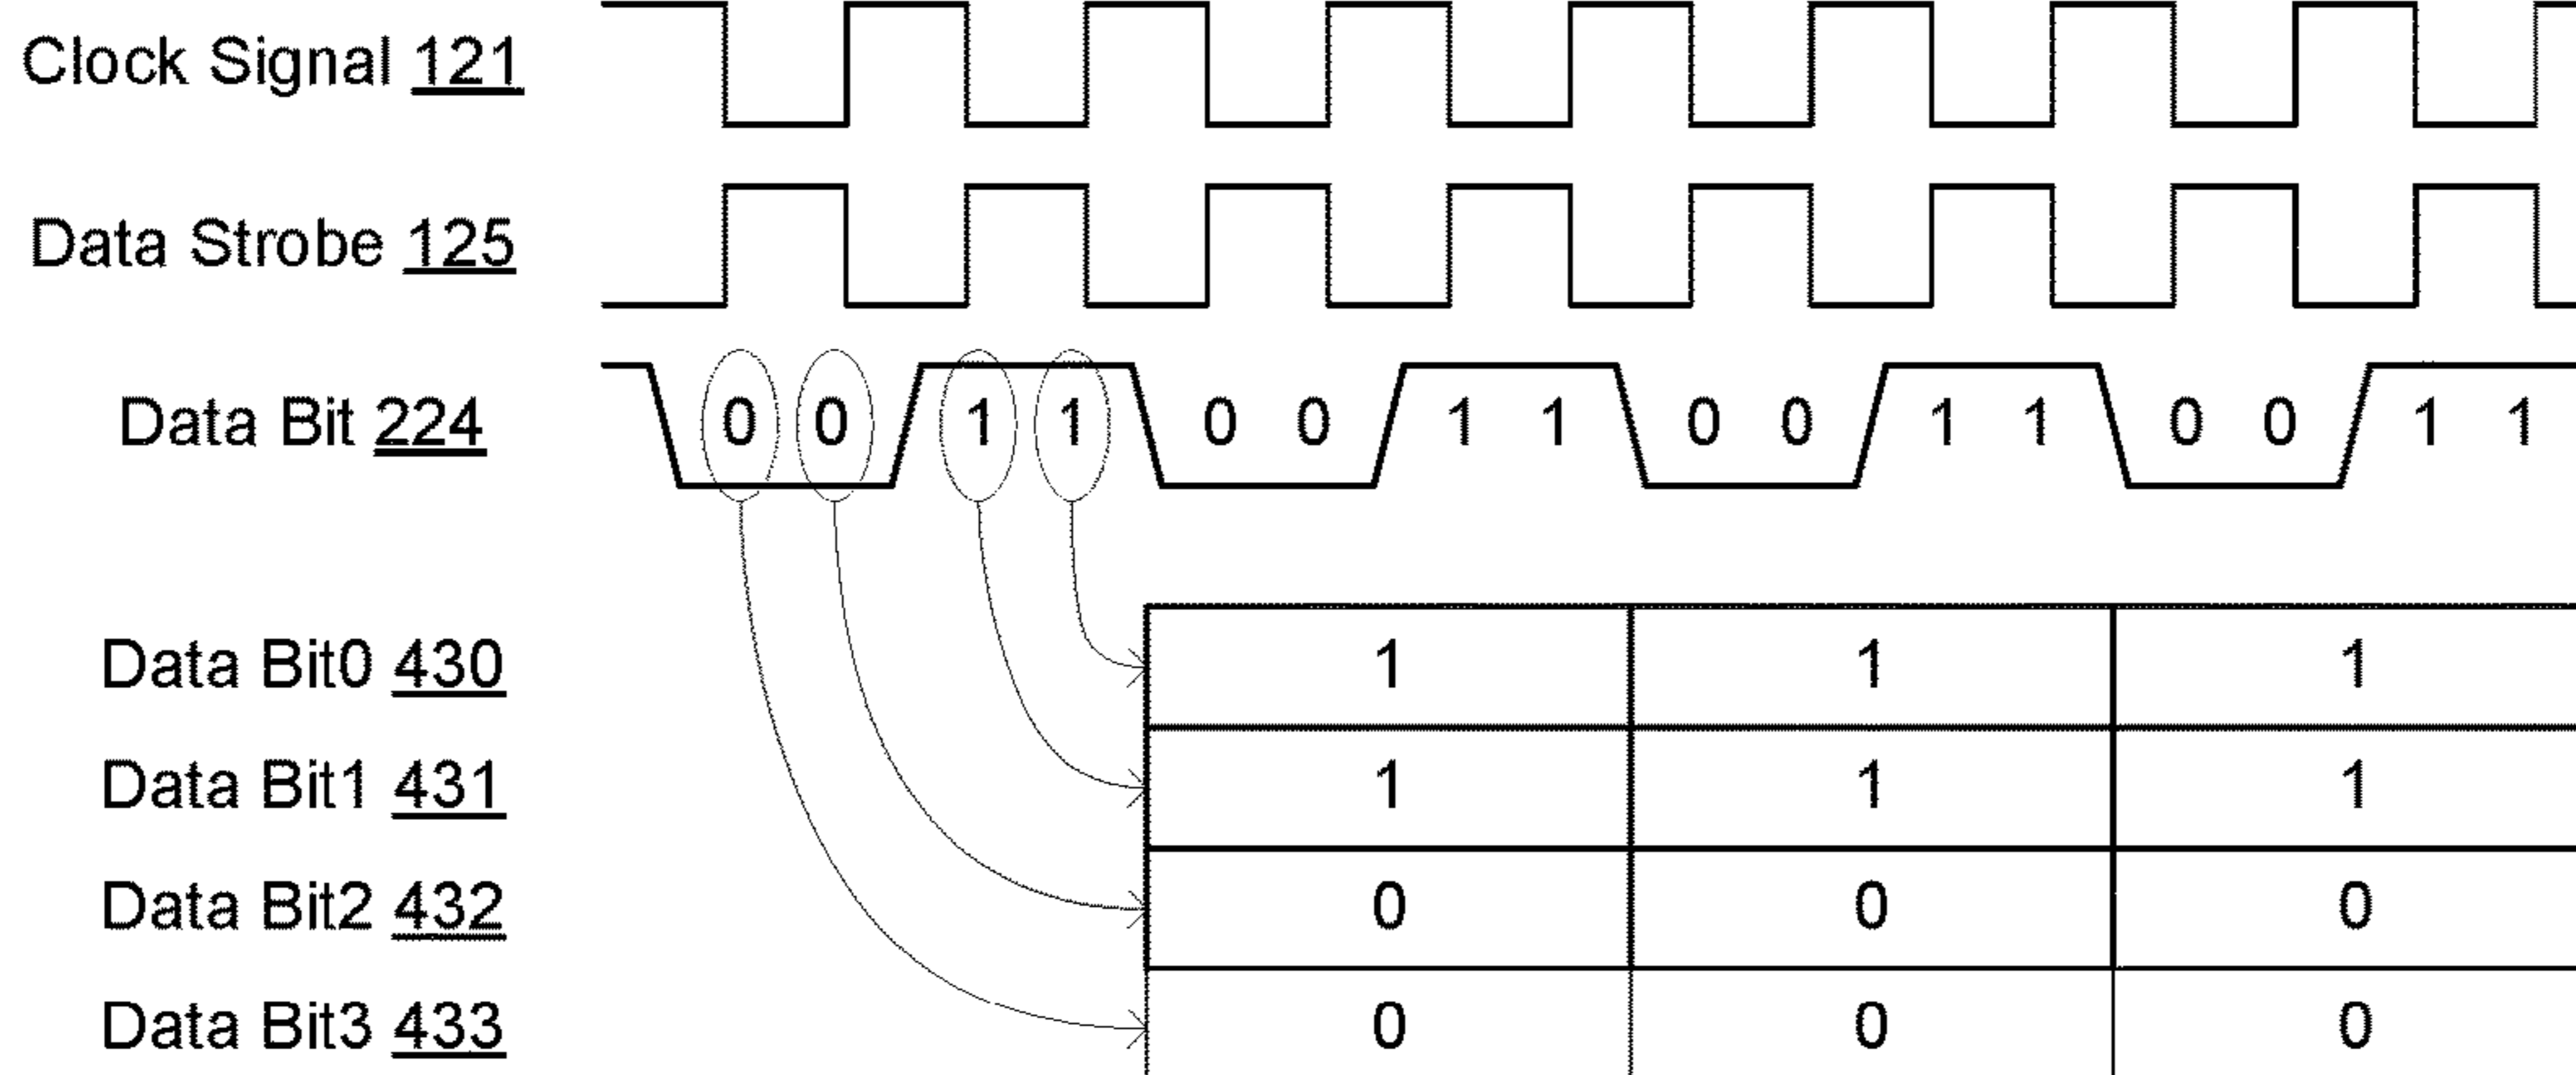 Clock Signal 121
Data Strobe 125
Data Bit 224 0 0 1 1 0 0 1 1 0 0 1 1 0 0 1 1
Data Bit0 430 1 1 1
Data Bit1 431 1 1 1
Data Bit2 432 0 0 0
Data Bit3 433 0 0 0